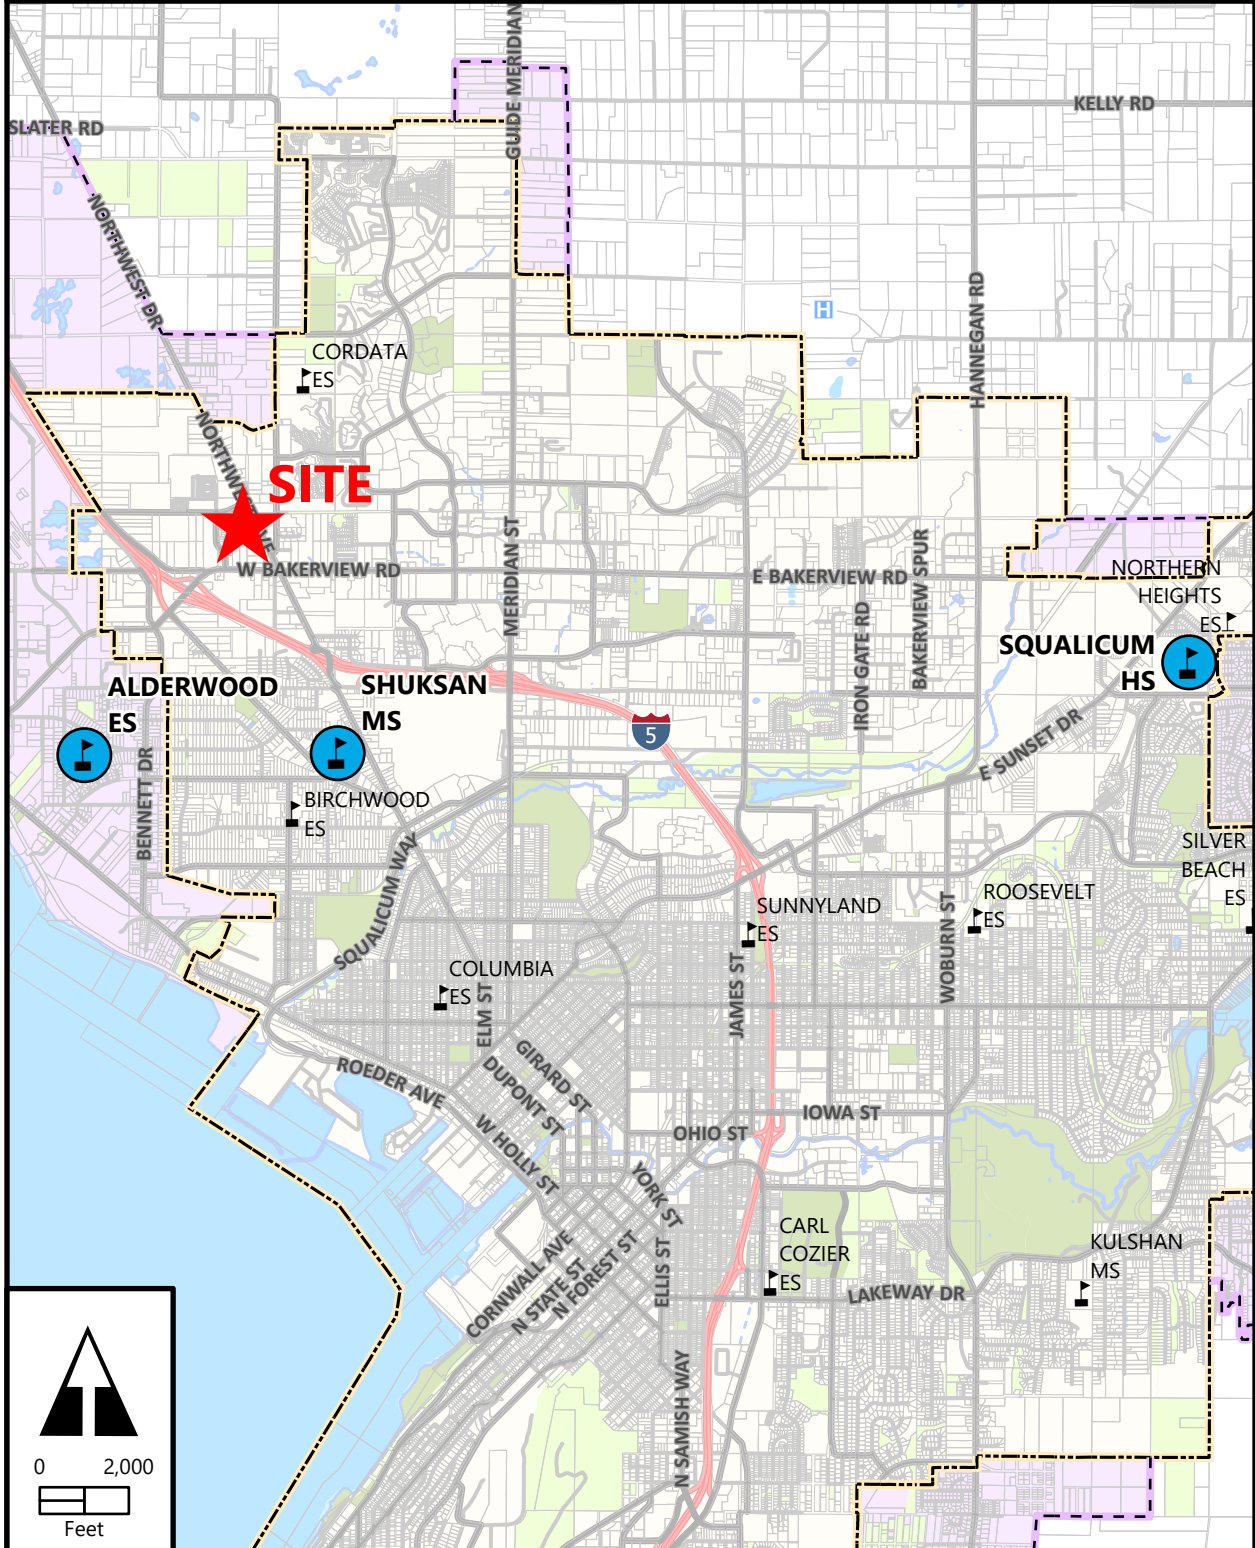 GUIDE MERIDIAN
KELLY RD
SLATER RD
NORTHWEST DR
HANNEGAN RD
H
CORDATA
ES
NORTHWEST AVE
SITE
MERIDIAN ST
W BAKERVIEW RD
E BAKERVIEW RD
BAKERVIEW SPUR
IRON GATE RD
NORTHERN
HEIGHTS
ES
SQUALICUM
HS
ALDERWOOD
ES
SHUKSAN
MS
5
E SUNSET DR
BENNETT DR
BIRCHWOOD
ES
SQUALICUM WAY
SILVER
BEACH
ES
SUNNYLAND
ES
ROOSEVELT
ES
WOBURN ST
COLUMBIA
ES
ELM ST
JAMES ST
ROEDER AVE
GIRARD ST
DUPONT ST
W HOLLY ST
IOWA ST
OHIO ST
YORK ST
CARL
COZIER
ES
KULSHAN
MS
CORNWALL AVE
N STATE ST
N FOREST ST
ELLIS ST
LAKEWAY DR
N SAMISH WAY
0 2,000
Feet